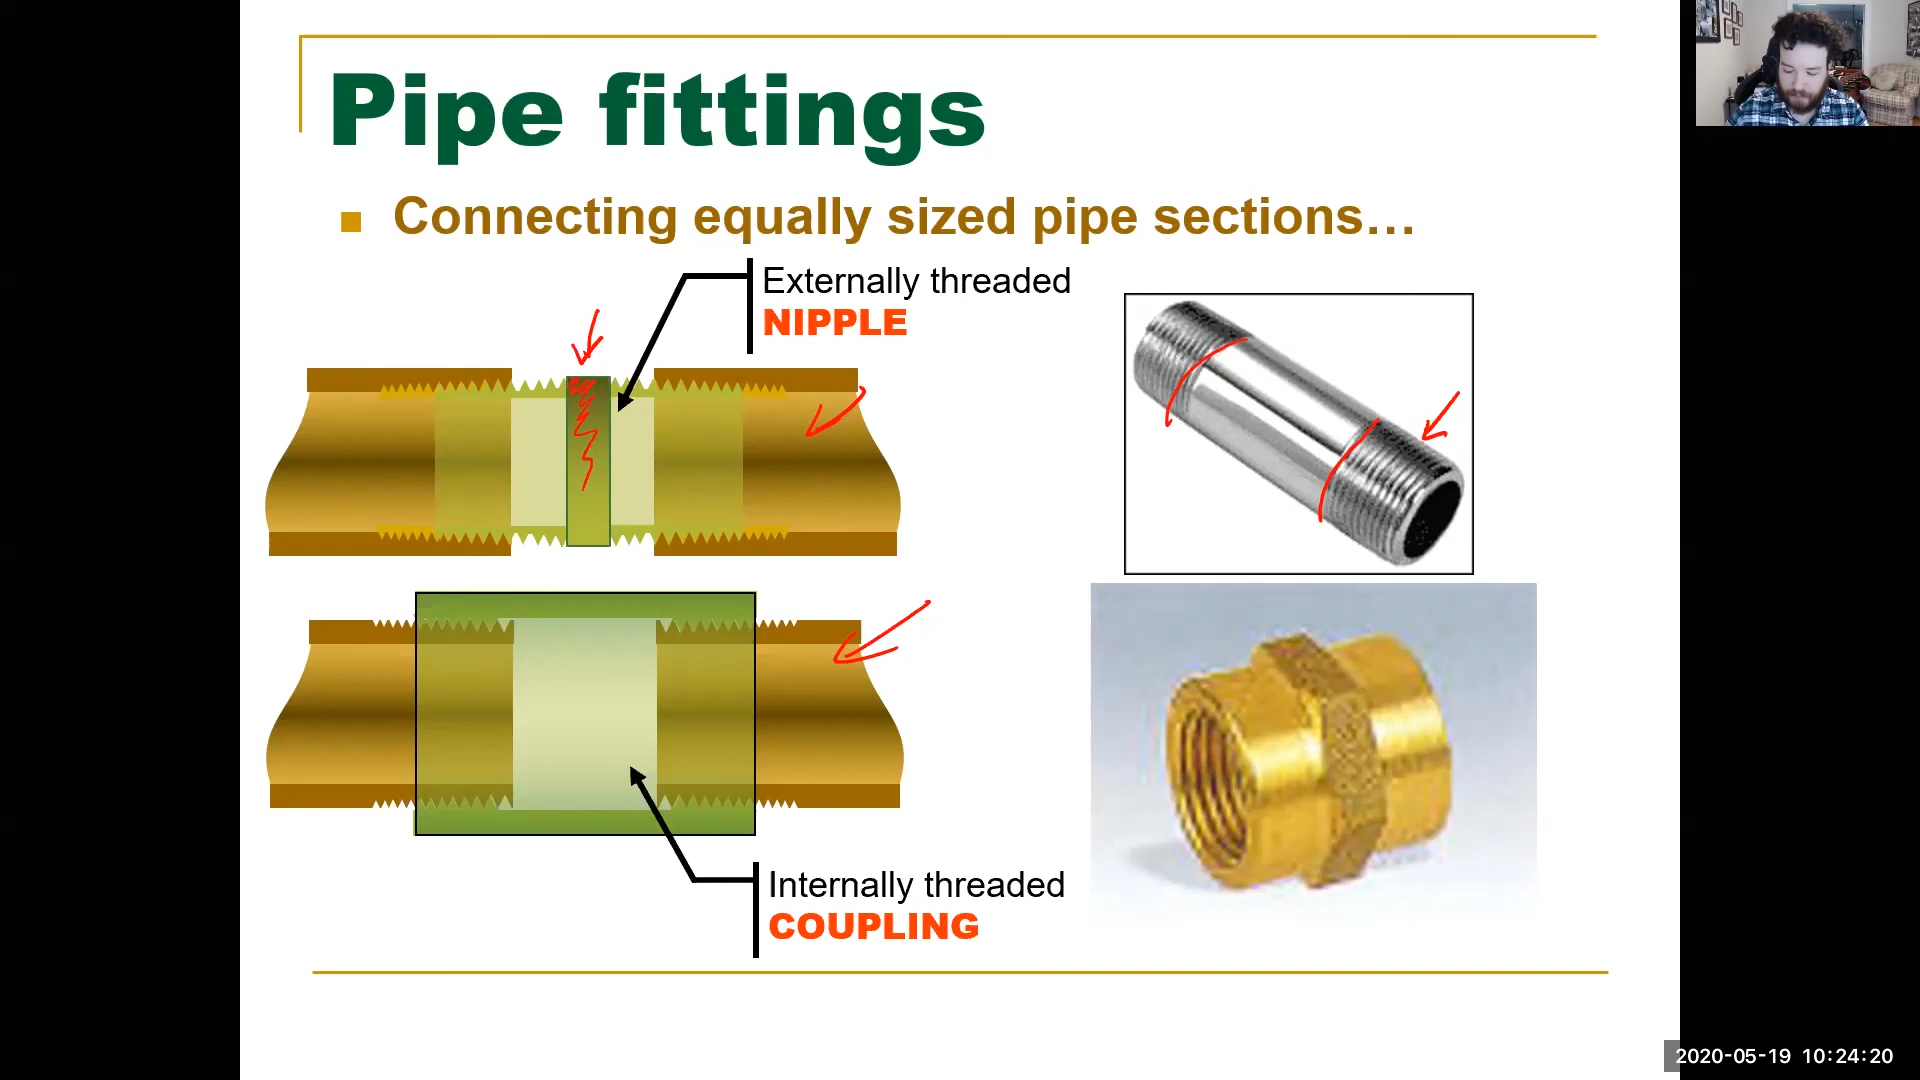 Pipe fittings
Connecting equally sized pipe sections…
Externally threaded
NIPPLE
Internally threaded
COUPLING
2020-05-19 10:24:20